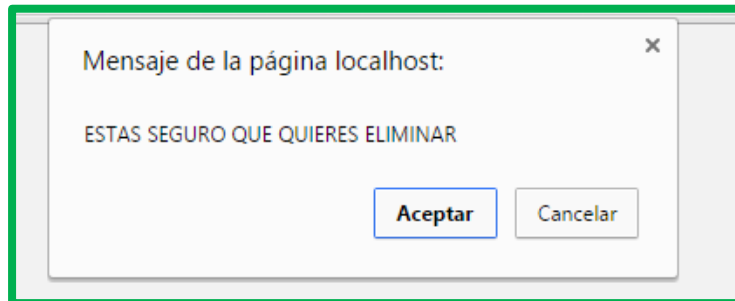 Mensaje de la página localhost:
ESTAS SEGURO QUE QUIERES ELIMINAR
Aceptar Cancelar